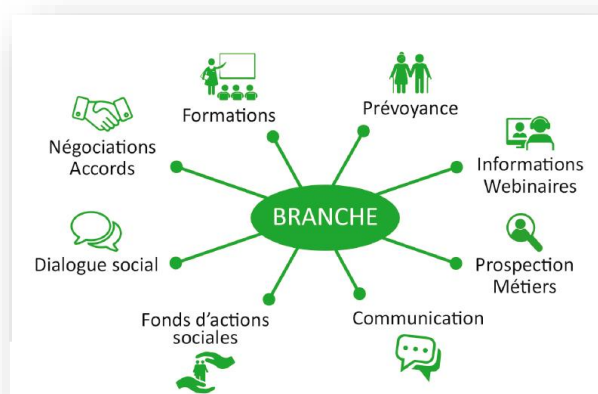 Formations
Prévoyance
Négociations
Accords
Informations
Webinaires
BRANCHE
Dialogue social
Prospection
Métiers
Fonds d'actions
sociales
Communication